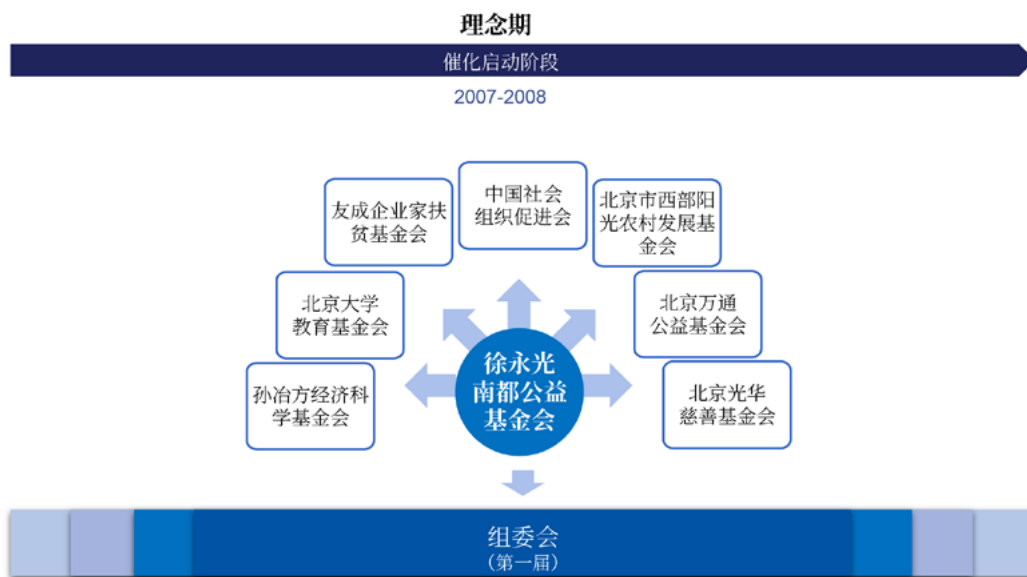 理念期
催化启动阶段
2007-2008
中国社会
组织促进会
友成企业家扶
贫基金会
北京市西部阳
光农村发展基
金会
北京大学
教育基金会
北京万通
公益基金会
孙冶方经济科
学基金会
徐永光
南都公益
基金会
北京光华
慈善基金会
组委会
（第一届）